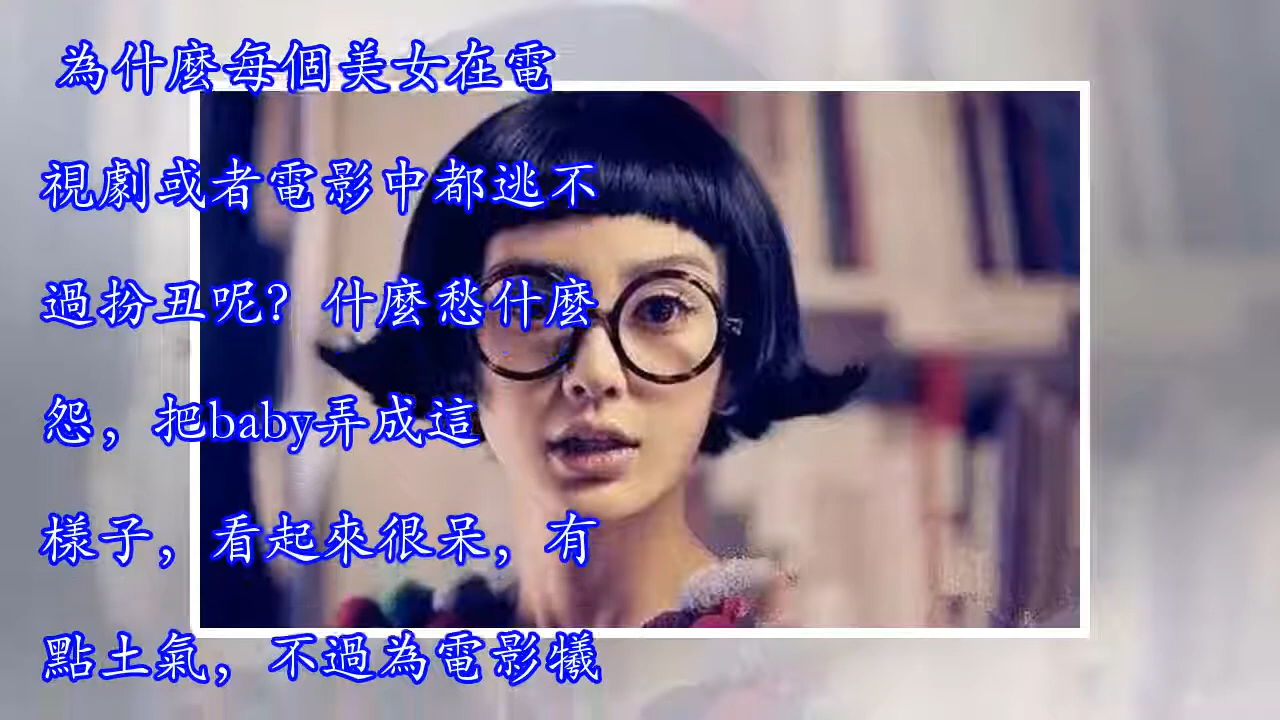 為什麼每個美女在電
視劇或者電影中都逃不
過扮丑呢？什麼愁什麼
怨，把baby弄成這
樣子，看起來很呆，有
點土氣，不過為電影犧